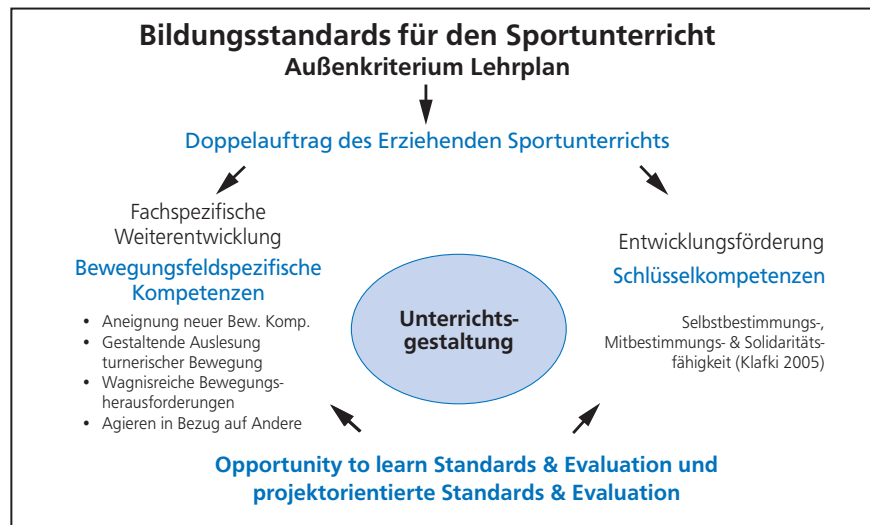 Bildungsstandards für den Sportunterricht
Außenkriterium Lehrplan
Doppelauftrag des Erziehenden Sportunterrichts
Fachspezifische
Weiterentwicklung
Bewegungsfeldspezifische
Kompetenzen
• Aneignung neuer Bew. Komp.
• Gestaltende Auslesung
turnerischer Bewegung
• Wagnisreiche Bewegungs-
herausforderungen
• Agieren in Bezug auf Andere
Unterrichts-
gestaltung
Entwicklungsförderung
Schlüsselkompetenzen
Selbstbestimmungs-,
Mitbestimmungs- & Solidaritäts-
fähigkeit (Klafki 2005)
Opportunity to learn Standards & Evaluation und
projektorientierte Standards & Evaluation